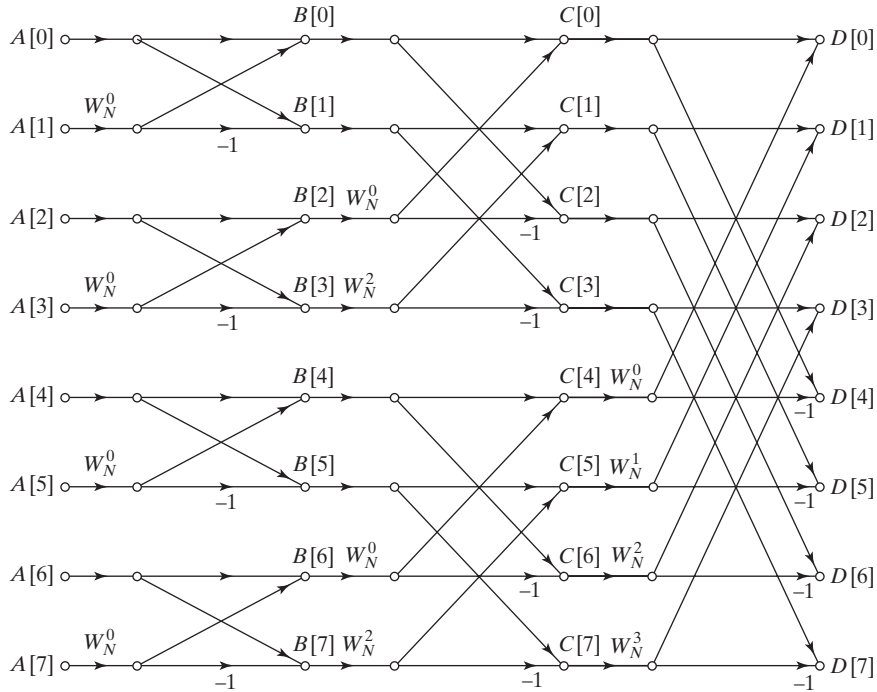 A[0] B[0] C[0] D[0]
W_N^0
A[1] B[1] C[1] D[1]
–1
A[2] B[2] W_N^0 C[2] D[2]
–1
W_N^0
A[3] B[3] W_N^2 C[3] D[3]
–1 –1
A[4] B[4] C[4] W_N^0 D[4]
–1
W_N^0
A[5] B[5] C[5] W_N^1 D[5]
–1 –1
A[6] B[6] W_N^0 C[6] W_N^2 D[6]
–1 –1
W_N^0
A[7] B[7] W_N^2 C[7] W_N^3 D[7]
–1 –1 –1